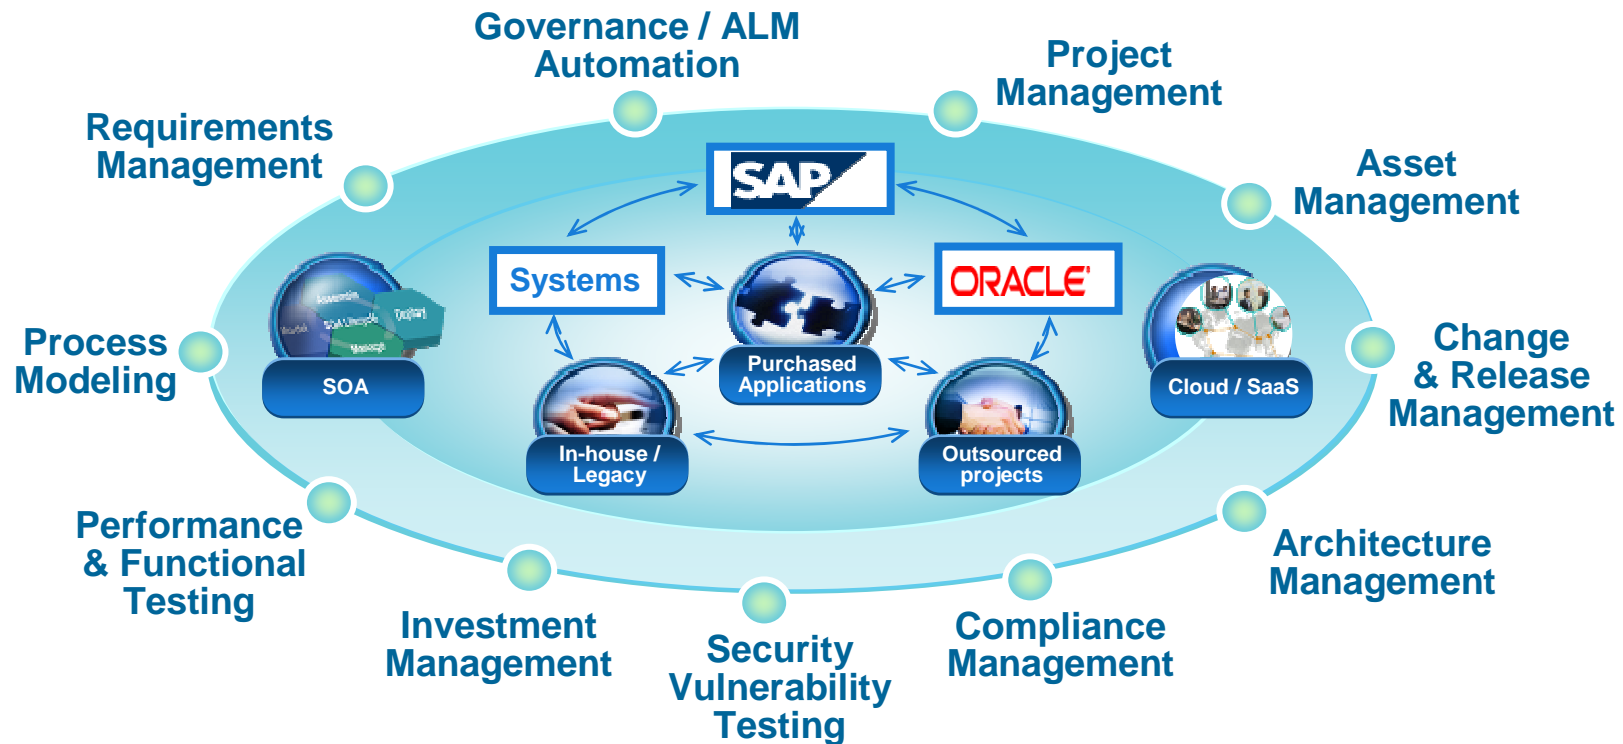 Governance / ALM
Automation
Project
Management
Requirements
Management
Asset
Management
SAP
Systems
ORACLE
Process
Modeling
SOA
Purchased
Applications
Cloud / SaaS
Change
& Release
Management
In-house /
Legacy
Outsourced
projects
Performance
& Functional
Testing
Architecture
Management
Investment
Management
Security
Vulnerability
Testing
Compliance
Management